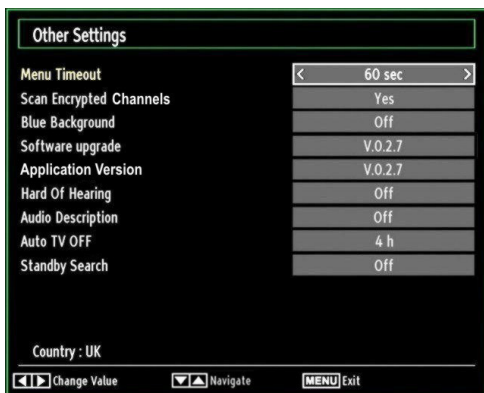 Other Settings
Menu Timeout < 60 sec >
Scan Encrypted Channels Yes
Blue Background Off
Software upgrade V.0.2.7
Application Version V.0.2.7
Hard Of Hearing Off
Audio Description Off
Auto TV OFF 4 h
Standby Search Off
Country : UK
Change Value Navigate MENU Exit